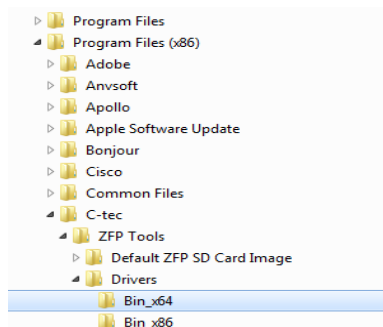 Program Files
Program Files (x86)
Adobe
Anvsoft
Apollo
Apple Software Update
Bonjour
Cisco
Common Files
C-tec
ZFP Tools
Default ZFP SD Card Image
Drivers
Bin_x64
Bin_x86